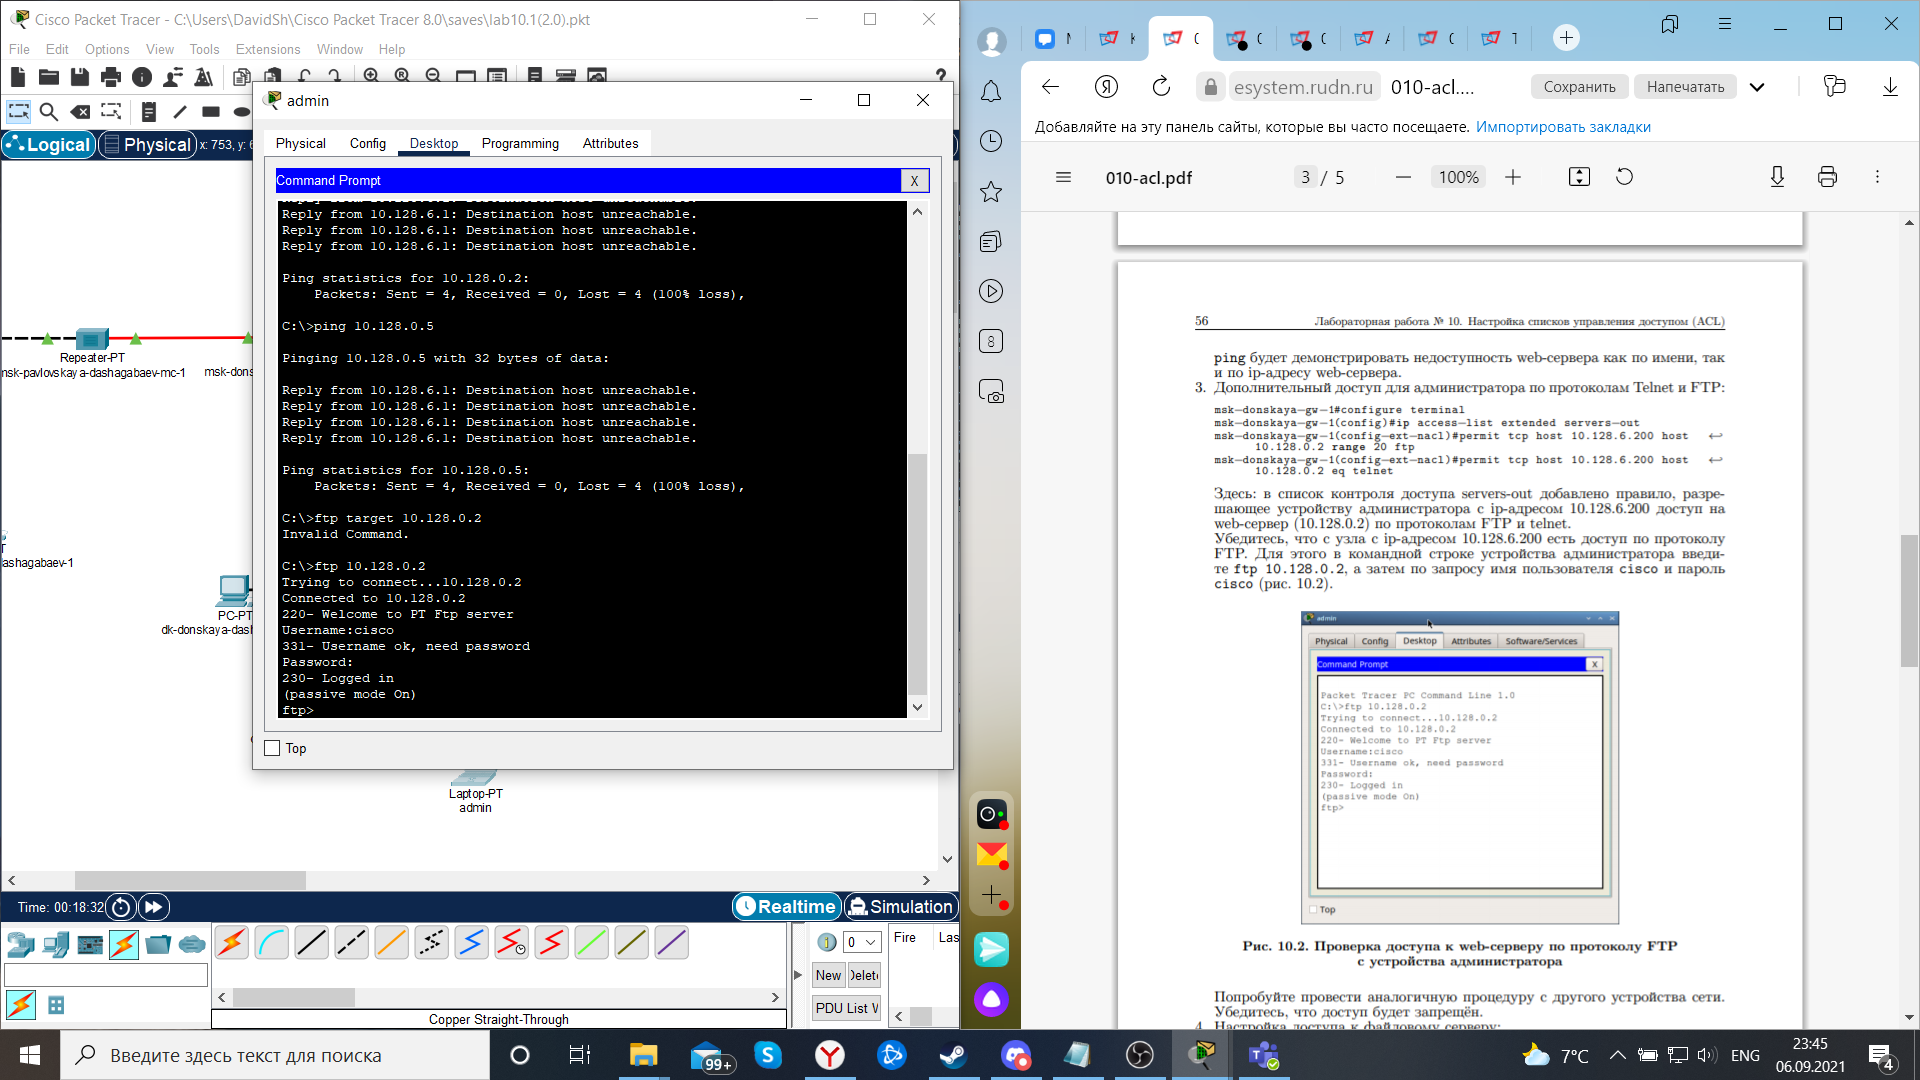 Cisco Packet Tracer - C:\Users\DavidSh\Cisco Packet Tracer 8.0\saves\lab10.1(2.0).pkt
File Edit Options View Tools Extensions Window Help
Logical
Physical
x: 753, y: 6
Repeater-PT
msk-pavlovskaya-dashagabaev-mc-1
msk-dons
T
ashagabaev-1
PC-PT
dk-donskaya-das
Laptop-PT
admin
admin
Physical Config Desktop Programming Attributes
Command Prompt
X
Reply from 10.128.6.1: Destination host unreachable.
Reply from 10.128.6.1: Destination host unreachable.
Reply from 10.128.6.1: Destination host unreachable.
Reply from 10.128.6.1: Destination host unreachable.
Ping statistics for 10.128.0.2:
Packets: Sent = 4, Received = 0, Lost = 4 (100% loss),
C:\>ping 10.128.0.5
Pinging 10.128.0.5 with 32 bytes of data:
Reply from 10.128.6.1: Destination host unreachable.
Reply from 10.128.6.1: Destination host unreachable.
Reply from 10.128.6.1: Destination host unreachable.
Reply from 10.128.6.1: Destination host unreachable.
Ping statistics for 10.128.0.5:
Packets: Sent = 4, Received = 0, Lost = 4 (100% loss),
C:\>ftp target 10.128.0.2
Invalid Command.
C:\>ftp 10.128.0.2
Trying to connect...10.128.0.2
Connected to 10.128.0.2
220- Welcome to PT Ftp server
Username:cisco
331- Username ok, need password
Password:
230- Logged in
(passive mode On)
ftp>
Top
Time: 00:18:32
Realtime
Simulation
0
Fire Las
New
PDU List W
Copper Straight-Through
esystem.rudn.ru
010-acl....
Сохранить
Напечатать
Добавляйте на эту панель сайты, которые вы часто посещаете. Импортировать закладки
8
010-acl.pdf
3 / 5
100%
56 Лабораторная работа № 10. Настройка списков управления доступом (ACL)
ping будет демонстрировать недоступность web-сервера как по имени, так
и по ip-адресу web-сервера.
3. Дополнительный доступ для администратора по протоколам Telnet и FTP:
msk-donskaya-gw-1#configure terminal
msk-donskaya-gw-1(config)#ip access-list extended servers-out
msk-donskaya-gw-1(config-ext-nacl)#permit tcp host 10.128.6.200 host ↩
10.128.0.2 range 20 ftp
msk-donskaya-gw-1(config-ext-nacl)#permit tcp host 10.128.6.200 host ↩
10.128.0.2 eq telnet
Здесь: в список контроля доступа servers-out добавлено правило, разре-
шающее устройству администратора с ip-адресом 10.128.6.200 доступ на
web-сервер (10.128.0.2) по протоколам FTP и telnet.
Убедитесь, что с узла с ip-адресом 10.128.6.200 есть доступ по протоколу
FTP. Для этого в командной строке устройства администратора введи-
те ftp 10.128.0.2, а затем по запросу имя пользователя cisco и пароль
cisco (рис. 10.2).
admin
Physical Config Desktop Attributes Software/Services
Command Prompt
X
Packet Tracer PC Command Line 1.0
C:\>ftp 10.128.0.2
Trying to connect...10.128.0.2
Connected to 10.128.0.2
220- Welcome to PT Ftp server
Username:cisco
331- Username ok, need password
Password:
230- Logged in
(passive mode On)
ftp>
Top
Рис. 10.2. Проверка доступа к web-серверу по протоколу FTP
с устройства администратора
Попробуйте провести аналогичную процедуру с другого устройства сети.
Убедитесь, что доступ будет запрещён.
4. Настройка доступа к файловому серверу:
Введите здесь текст для поиска
99+
7°C
ENG
23:45
06.09.2021
4